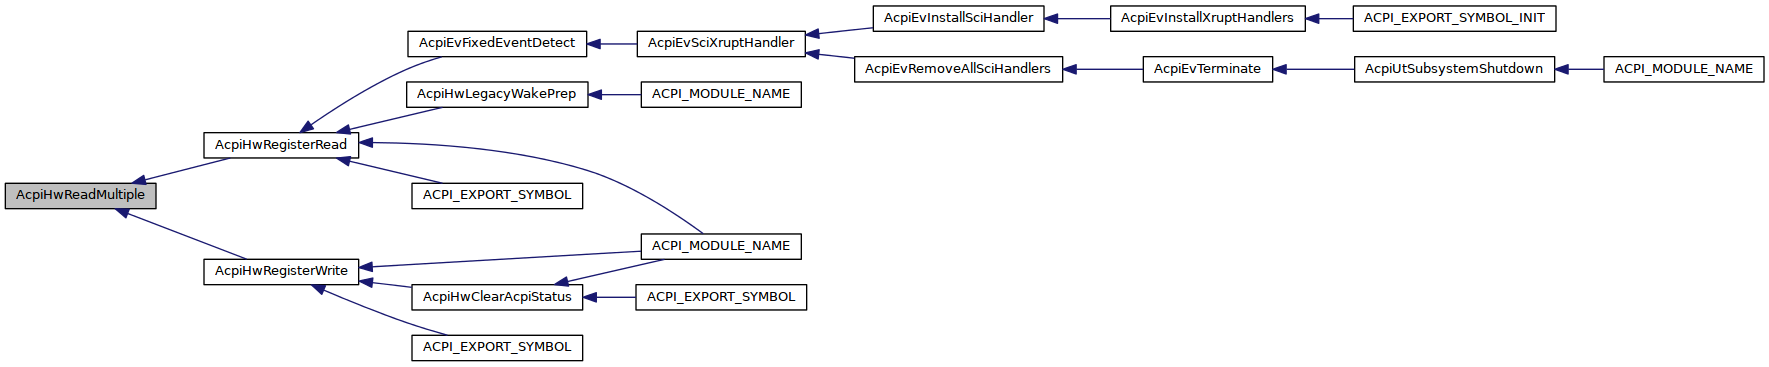 AcpiEvInstallSciHandler
AcpiEvInstallXruptHandlers
ACPI_EXPORT_SYMBOL_INIT
AcpiEvFixedEventDetect
AcpiEvSciXruptHandler
AcpiEvRemoveAllSciHandlers
AcpiEvTerminate
AcpiUtSubsystemShutdown
ACPI_MODULE_NAME
AcpiHwLegacyWakePrep
ACPI_MODULE_NAME
AcpiHwRegisterRead
AcpiHwReadMultiple
ACPI_EXPORT_SYMBOL
ACPI_MODULE_NAME
AcpiHwRegisterWrite
AcpiHwClearAcpiStatus
ACPI_EXPORT_SYMBOL
ACPI_EXPORT_SYMBOL